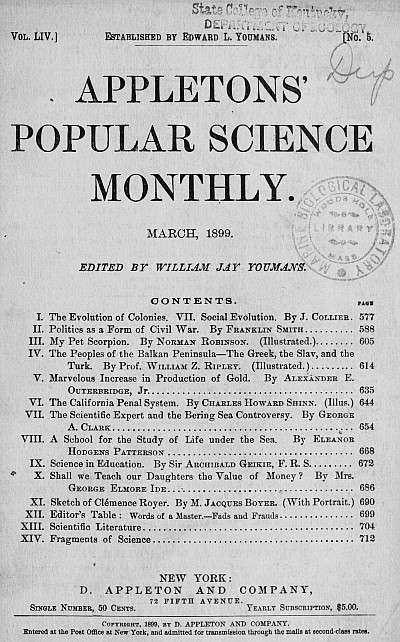 State College of Kentucky,
DEPARTMENT OF
VOL. LIV.] ESTABLISHED BY EDWARD L. YOUMANS. [NO. 5.
Dup
APPLETONS'
POPULAR SCIENCE
MONTHLY.
MARINE BIOLOGICAL LABORATORY
WOODS HOLE
LIBRARY
MASS
MARCH, 1899.
EDITED BY WILLIAM JAY YOUMANS.
CONTENTS.
PAGE
I. The Evolution of Colonies. VII. Social Evolution. By J. COLLIER. 577
II. Politics as a Form of Civil War. By FRANKLIN SMITH.......... 588
III. My Pet Scorpion. By NORMAN ROBINSON. (Illustrated.)....... 605
IV. The Peoples of the Balkan Peninsula—The Greek, the Slav, and the
Turk. By Prof. WILLIAM Z. RIPLEY. (Illustrated.)......... 614
V. Marvelous Increase in Production of Gold. By ALEXANDER E.
OUTERBRIDGE, Jr........ 635
VI. The California Penal System. By CHARLES HOWARD SHINN. (Illus.) 644
VII. The Scientific Expert and the Bering Sea Controversy. By GEORGE
A. CLARK........ 654
VIII. A School for the Study of Life under the Sea. By ELEANOR
HODGENS PATTERSON........ 668
IX. Science in Education. By Sir ARCHIBALD GEIKIE, F. R. S........ 672
X. Shall we Teach our Daughters the Value of Money? By Mrs.
GEORGE ELMORE IDE........ 686
XI. Sketch of Clémence Royer. By M. JACQUES BOYER. (With Portrait.) 690
XII. Editor's Table: Words of a Master.—Fads and Frauds........ 699
XIII. Scientific Literature........ 704
XIV. Fragments of Science........ 712
NEW YORK:
D. APPLETON AND COMPANY,
72 FIFTH AVENUE.
SINGLE NUMBER, 50 CENTS. YEARLY SUBSCRIPTION, $5.00.
COPYRIGHT, 1899, BY D. APPLETON AND COMPANY.
Entered at the Post Office at New York, and admitted for transmission through the mails at second-class rates.